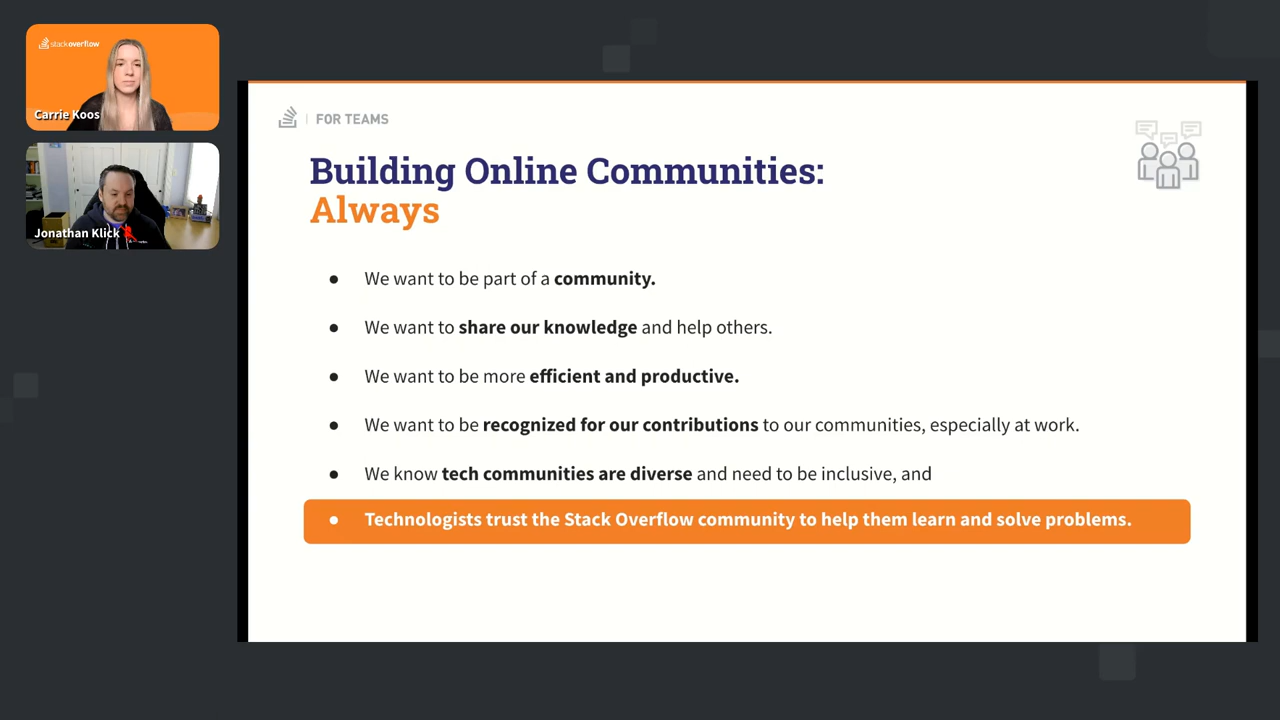 stackoverflow
Carrie Koos
Jonathan Klick
FOR TEAMS
Building Online Communities:
Always
● We want to be part of a community.
● We want to share our knowledge and help others.
● We want to be more efficient and productive.
● We want to be recognized for our contributions to our communities, especially at work.
● We know tech communities are diverse and need to be inclusive, and
● Technologists trust the Stack Overflow community to help them learn and solve problems.